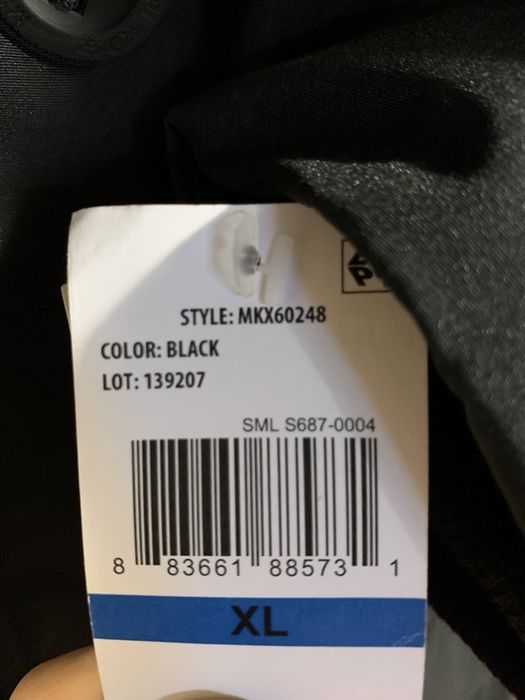 STYLE: MKX60248
COLOR: BLACK
LOT: 139207
SML S687-0004
8 83661 88573 1
XL